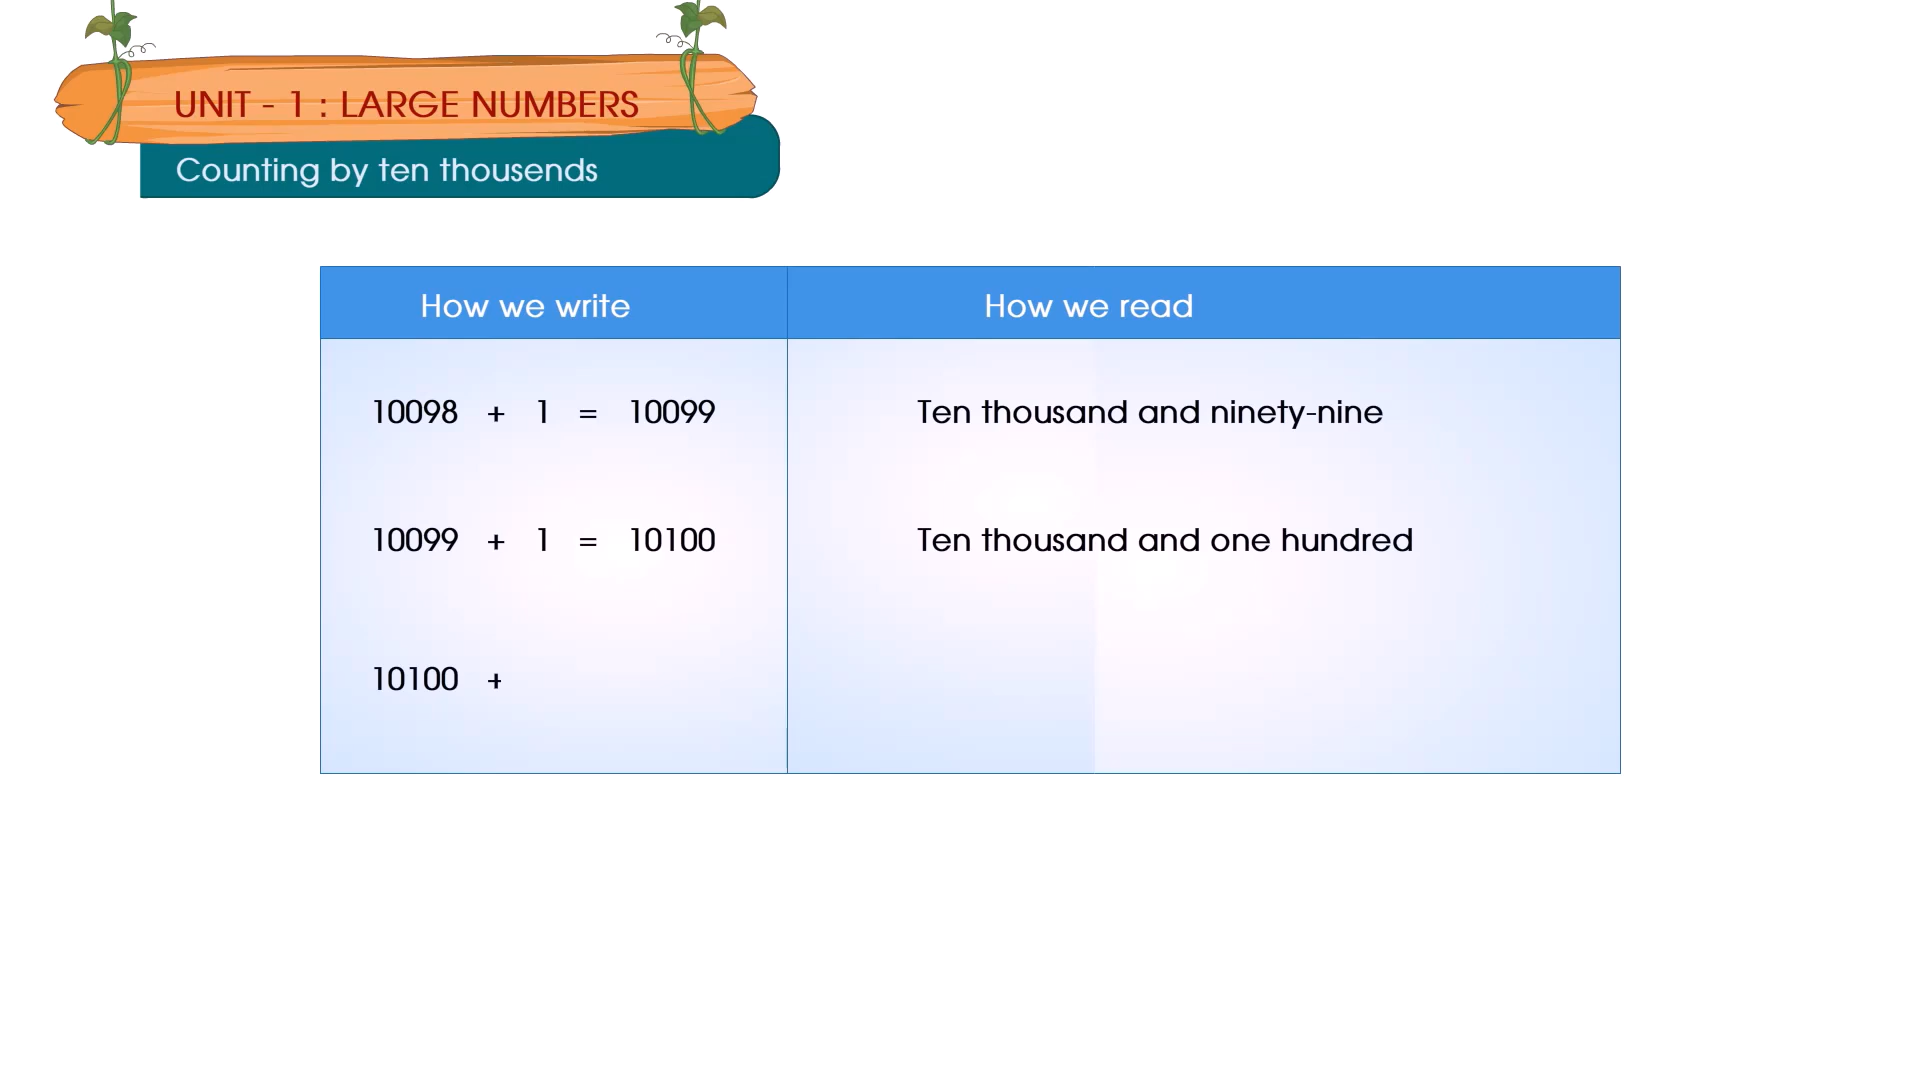 UNIT - 1 : LARGE NUMBERS
Counting by ten thousends
How we write How we read
10098 + 1 = 10099 Ten thousand and ninety-nine
10099 + 1 = 10100 Ten thousand and one hundred
10100 +